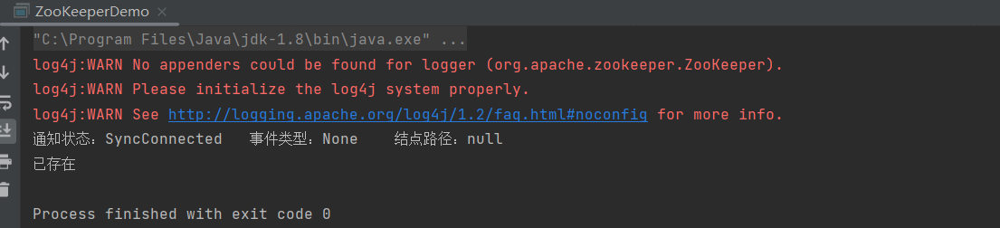 ZooKeeperDemo
"C:\Program Files\Java\jdk-1.8\bin\java.exe" ...
log4j:WARN No appenders could be found for logger (org.apache.zookeeper.ZooKeeper).
log4j:WARN Please initialize the log4j system properly.
log4j:WARN See http://logging.apache.org/log4j/1.2/faq.html#noconfig for more info.
通知状态：SyncConnected   事件类型：None    结点路径：null
已存在
Process finished with exit code 0